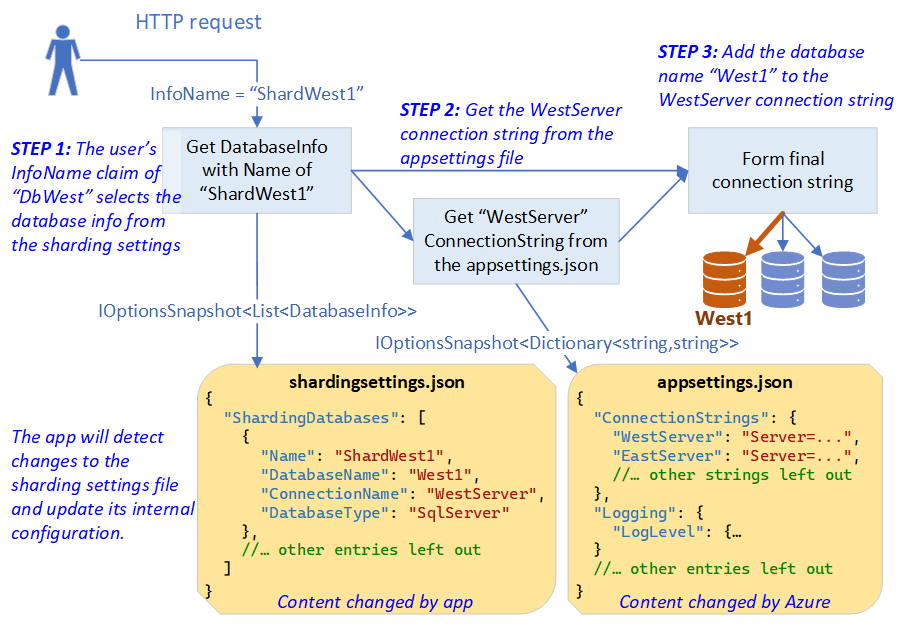 HTTP request
InfoName = “ShardWest1”
STEP 1: The user’s
InfoName claim of
“DbWest” selects the
database info from
the sharding settings
Get DatabaseInfo
with Name of
“ShardWest1”
STEP 2: Get the WestServer
connection string from the
appsettings file
STEP 3: Add the database
name “West1” to the
WestServer connection string
Get “WestServer”
ConnectionString from
the appsettings.json
Form final
connection string
West1
IOptionsSnapshot<List<DatabaseInfo>>
IOptionsSnapshot<Dictionary<string,string>>
The app will detect
changes to the
sharding settings file
and update its internal
configuration.
shardingsettings.json
{
"ShardingDatabases": [
{
"Name": "ShardWest1",
"DatabaseName": "West1",
"ConnectionName": "WestServer",
"DatabaseType": "SqlServer"
},
//… other entries left out
]
}
Content changed by app
appsettings.json
{
"ConnectionStrings": {
"WestServer": "Server=...",
"EastServer": "Server=...",
//… other strings left out
},
"Logging": {
"LogLevel": {…
}
//… other entries left out
}
Content changed by Azure